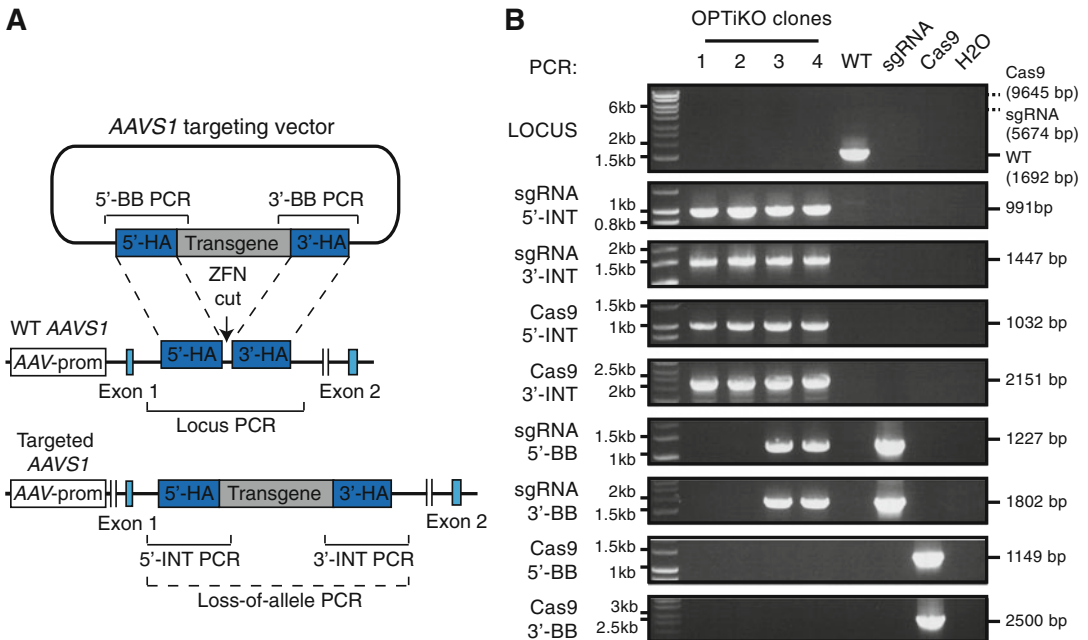 A
AAVS1 targeting vector
5'-BB PCR
3'-BB PCR
5'-HA
Transgene
3'-HA
ZFN
cut
WT AAVS1
AAV-prom
5'-HA
3'-HA
Exon 1
Exon 2
Locus PCR
Targeted
AAVS1
AAV-prom
5'-HA
Transgene
3'-HA
Exon 1
Exon 2
5'-INT PCR
3'-INT PCR
Loss-of-allele PCR
B
OPTiKO clones
PCR:
1 2 3 4 WT sgRNA Cas9 H2O
LOCUS
6kb
2kb
1.5kb
Cas9
(9645 bp)
sgRNA
(5674 bp)
WT
(1692 bp)
sgRNA
5'-INT
1kb
0.8kb
991bp
sgRNA
3'-INT
2kb
1.5kb
1447 bp
Cas9
5'-INT
1.5kb
1kb
1032 bp
Cas9
3'-INT
2.5kb
2kb
2151 bp
sgRNA
5'-BB
1.5kb
1kb
1227 bp
sgRNA
3'-BB
2kb
1.5kb
1802 bp
Cas9
5'-BB
1.5kb
1kb
1149 bp
Cas9
3'-BB
3kb
2.5kb
2500 bp